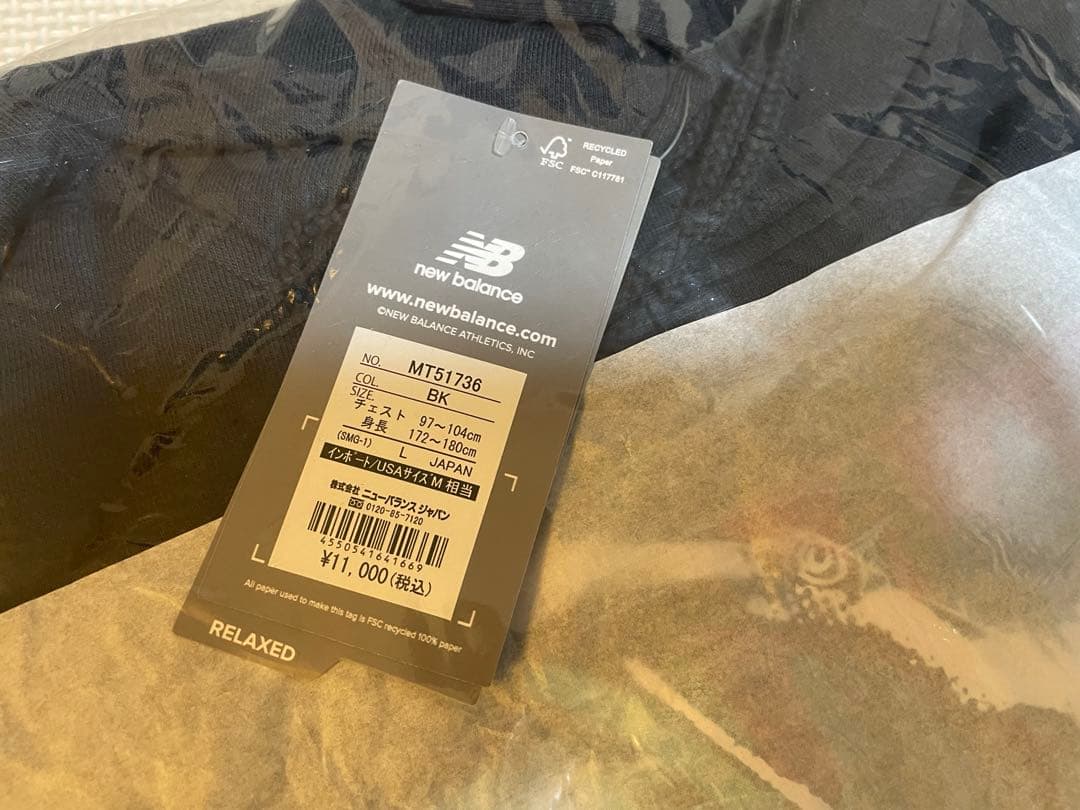 FSC
RECYCLED
Paper
FSC™ C117781
NB
new balance
www.newbalance.com
©NEW BALANCE ATHLETICS, INC
NO. MT51736
COL. BK
SIZE.
チェスト 97〜104cm
身長 172〜180cm
(SMG-1) L JAPAN
インポート/USAサイズM 相当
株式会社 ニューバランス ジャパン
0120-85-7120
4550541641669
¥11,000(税込)
All paper used to make this tag is FSC recycled 100% paper
RELAXED